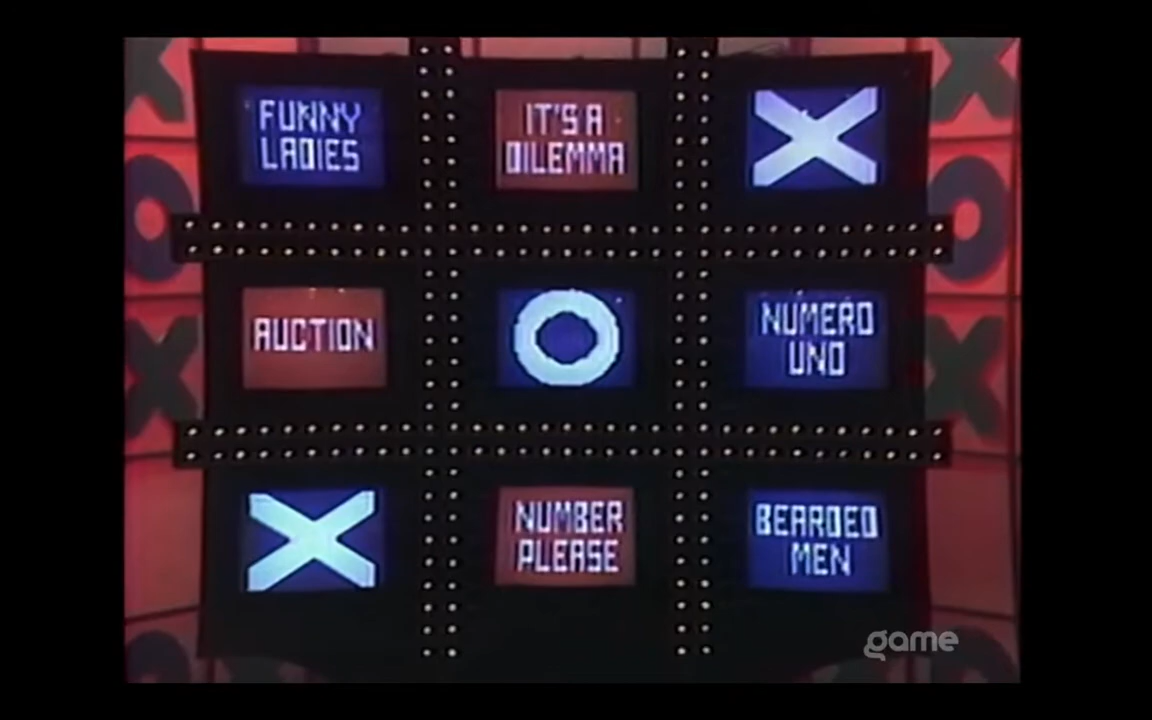 FUNNY
LADIES
IT'S A
DILEMMA
X
AUCTION
O
NUMERO
UNO
X
NUMBER
PLEASE
BEARDED
MEN
game